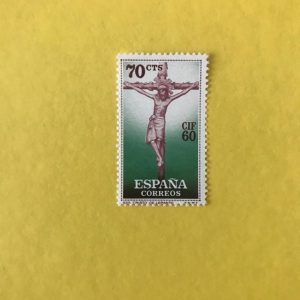 70 CTS
CIF
60
ESPAÑA
CORREOS